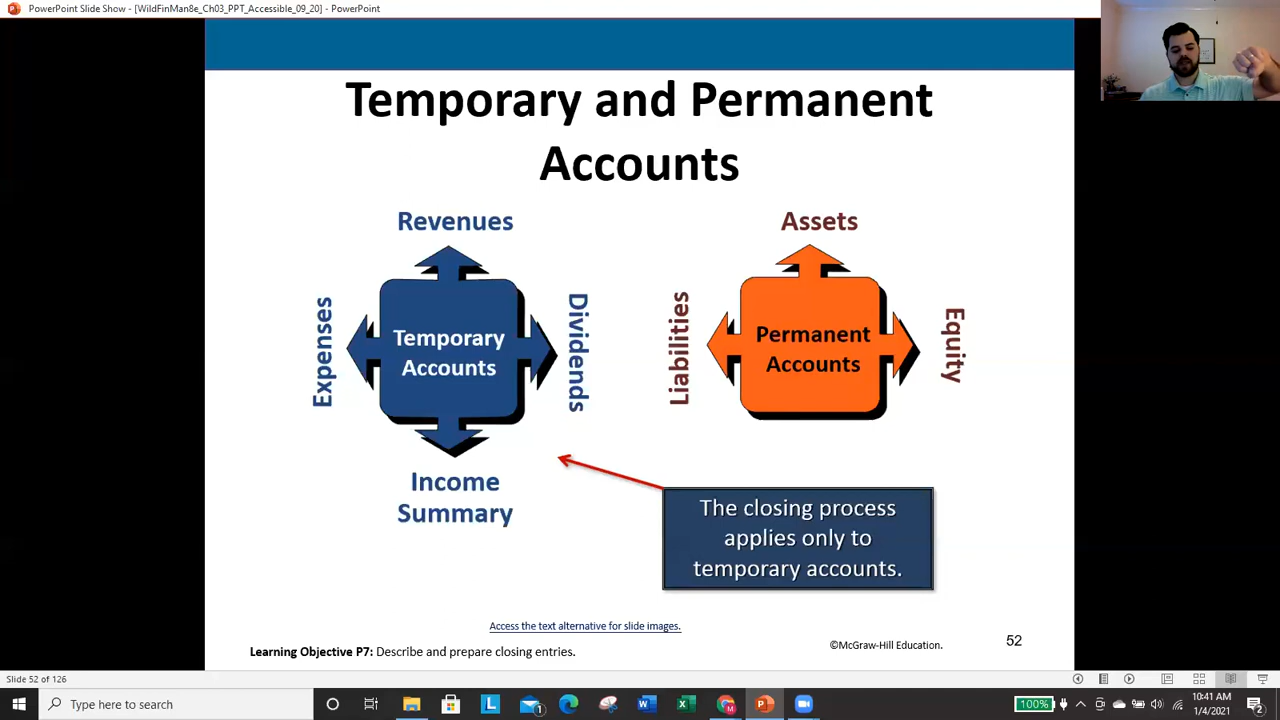 PowerPoint Slide Show - [WildFinMan8e_Ch03_PPT_Accessible_09_20] - PowerPoint
Temporary and Permanent
Accounts
Revenues
Expenses
Temporary
Accounts
Dividends
Income
Summary
Assets
Liabilities
Permanent
Accounts
Equity
The closing process
applies only to
temporary accounts.
Access the text alternative for slide images.
Learning Objective P7: Describe and prepare closing entries.
©McGraw-Hill Education.
52
Slide 52 of 126
Type here to search
100%
10:41 AM
1/4/2021